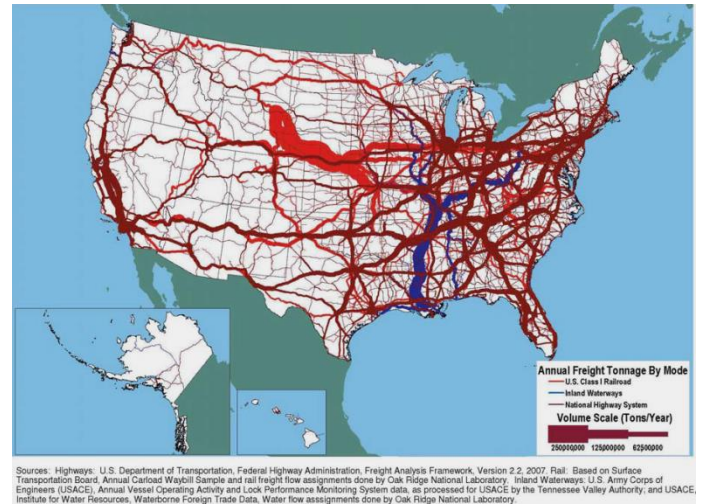 Annual Freight Tonnage By Mode
U.S. Class I Railroad
Inland Waterways
National Highway System
Volume Scale (Tons/Year)
250000000 125000000 62500000
Sources: Highways: U.S. Department of Transportation, Federal Highway Administration, Freight Analysis Framework, Version 2.2, 2007. Rail: Based on Surface
Transportation Board, Annual Carload Waybill Sample and rail freight flow assignments done by Oak Ridge National Laboratory. Inland Waterways: U.S. Army Corps of
Engineers (USACE), Annual Vessel Operating Activity and Lock Performance Monitoring System data, as processed for USACE by the Tennessee Valley Authority; and USACE,
Institute for Water Resources, Waterborne Foreign Trade Data, Water flow asssignments done by Oak Ridge National Laboratory.